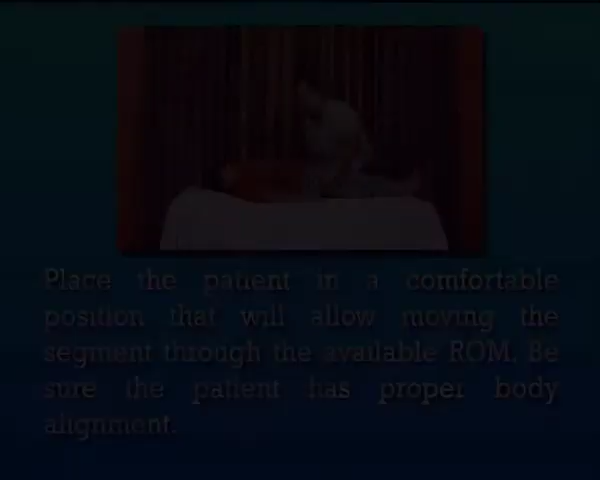 Place the patient in a comfortable
position that will allow moving the
segment through the available ROM. Be
sure the patient has proper body
alignment.